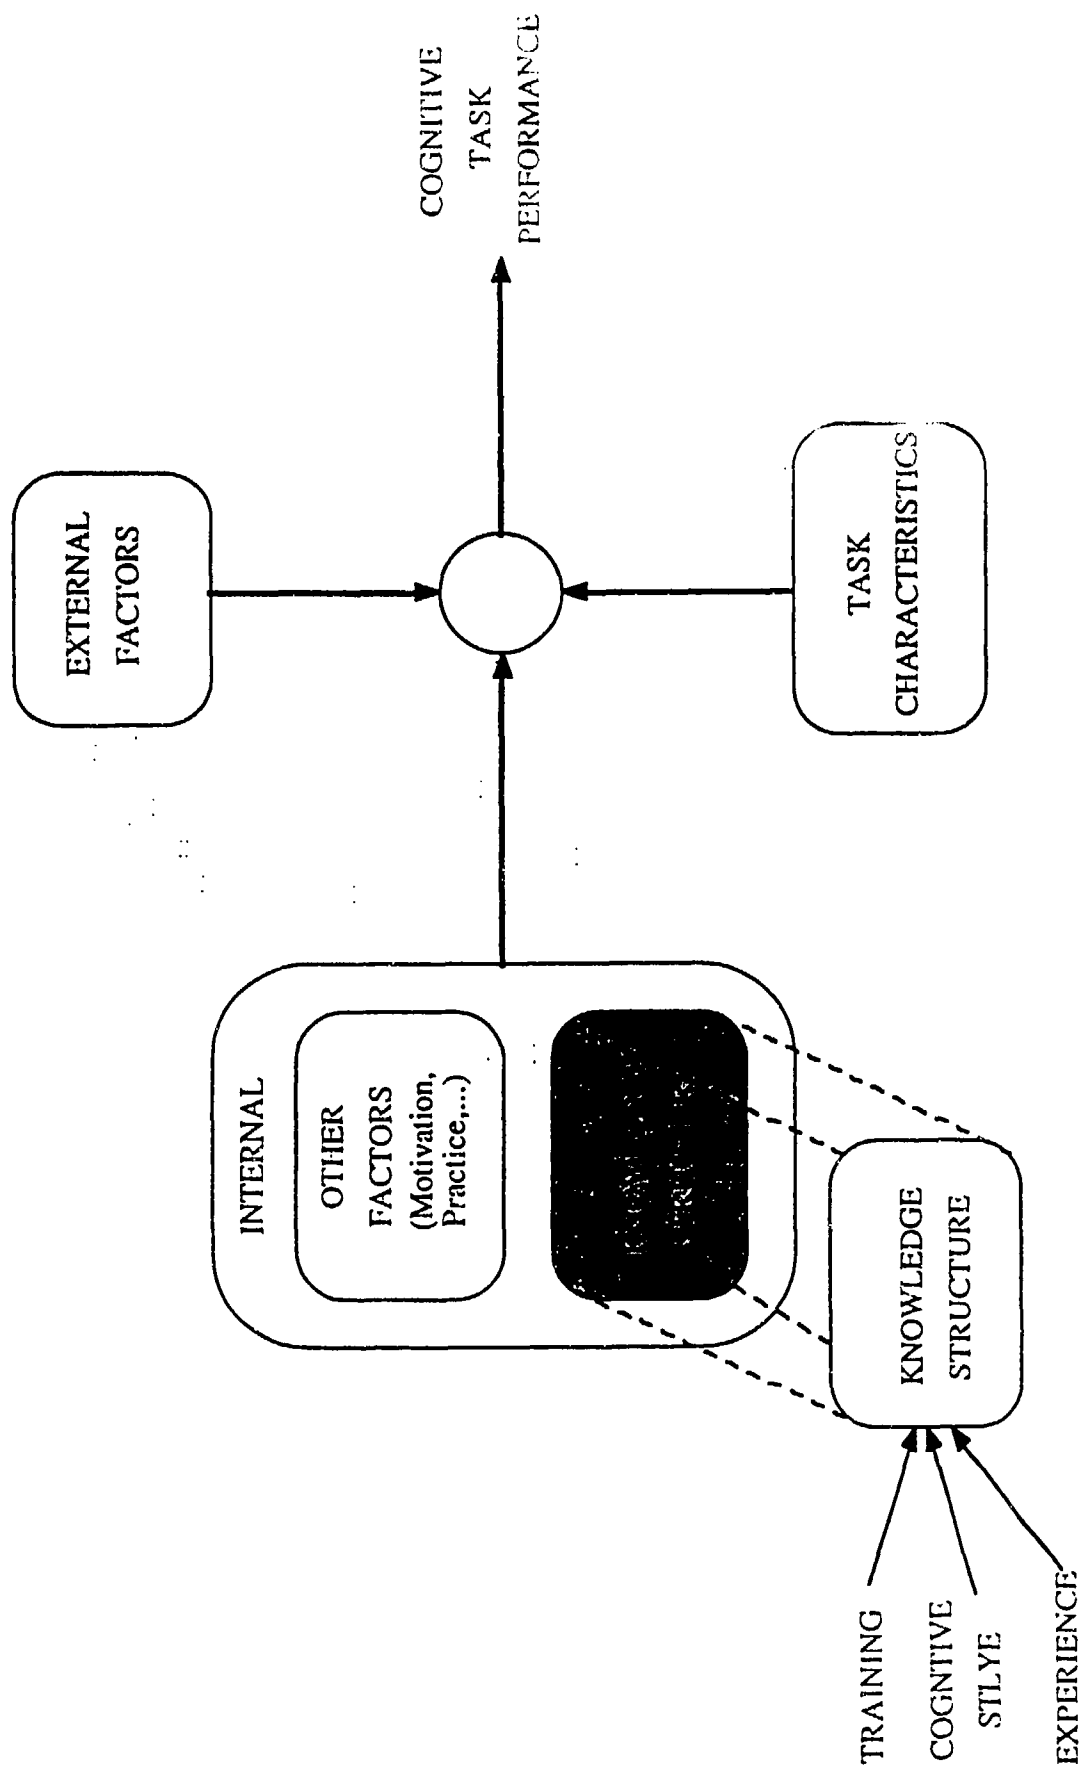 EXTERNAL
FACTORS
INTERNAL
OTHER
FACTORS
(Motivation,
Practice,...)
COGNITIVE
TASK
PERFORMANCE
KNOWLEDGE
STRUCTURE
TASK
CHARACTERISTICS
TRAINING
COGNTIVE
STLYE
EXPERIENCE